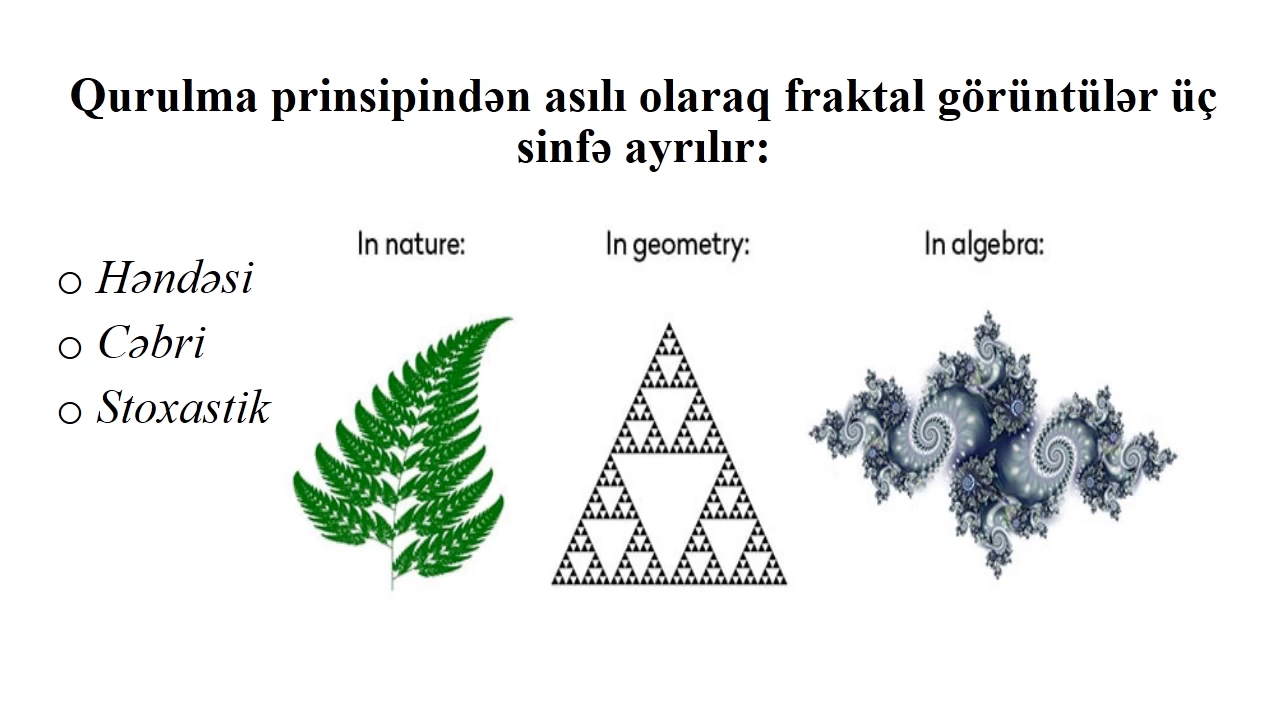 Qurulma prinsipindən asılı olaraq fraktal görüntülər üç
sinfə ayrılır:
Həndəsi
Cəbri
Stoxastik
In nature:
In geometry:
In algebra: